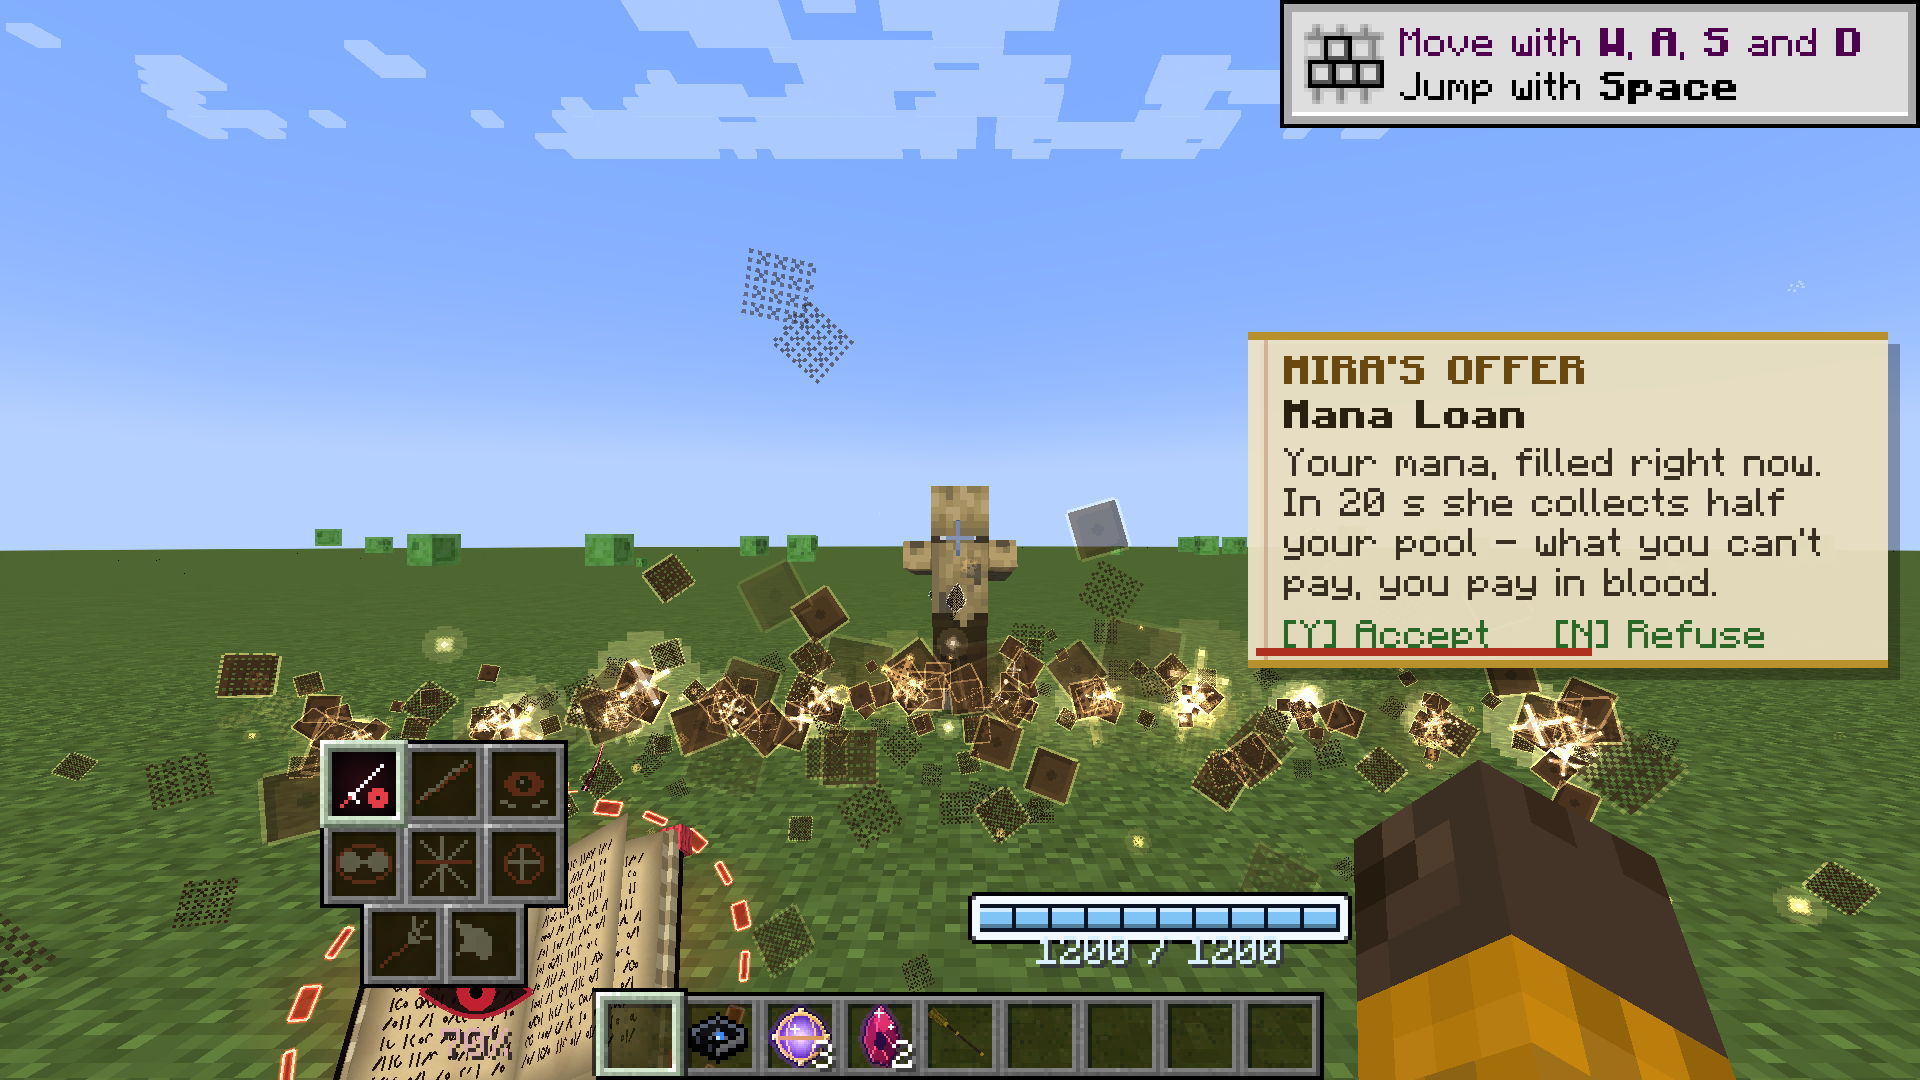 Move with W, A, S and D
Jump with Space
MIRA'S OFFER
Mana Loan
Your mana, filled right now.
In 20 s she collects half
your pool – what you can't
pay, you pay in blood.
[Y] Accept [N] Refuse
1200 / 1200
3
2